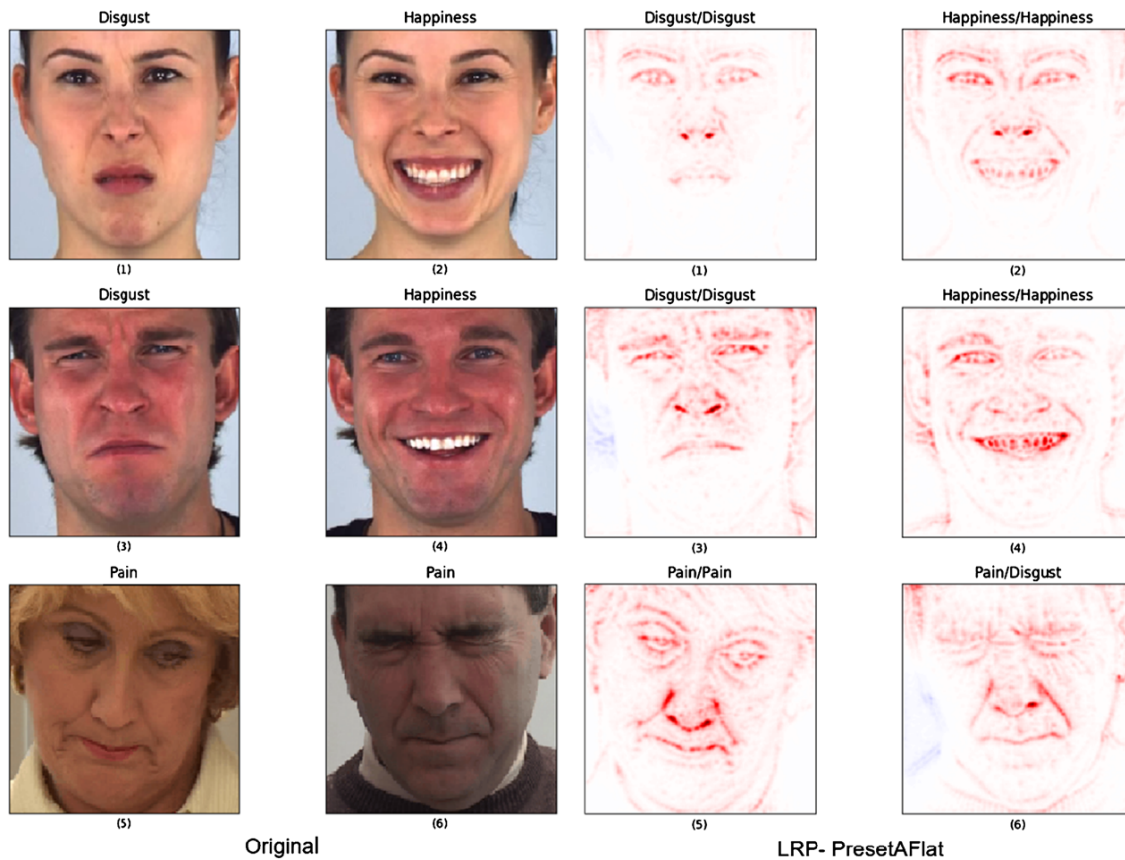 Disgust Happiness Disgust/Disgust Happiness/Happiness
(1) (2) (1) (2)
Disgust Happiness Disgust/Disgust Happiness/Happiness
(3) (4) (3) (4)
Pain Pain Pain/Pain Pain/Disgust
(5) (6) (5) (6)
Original LRP- PresetAFlat